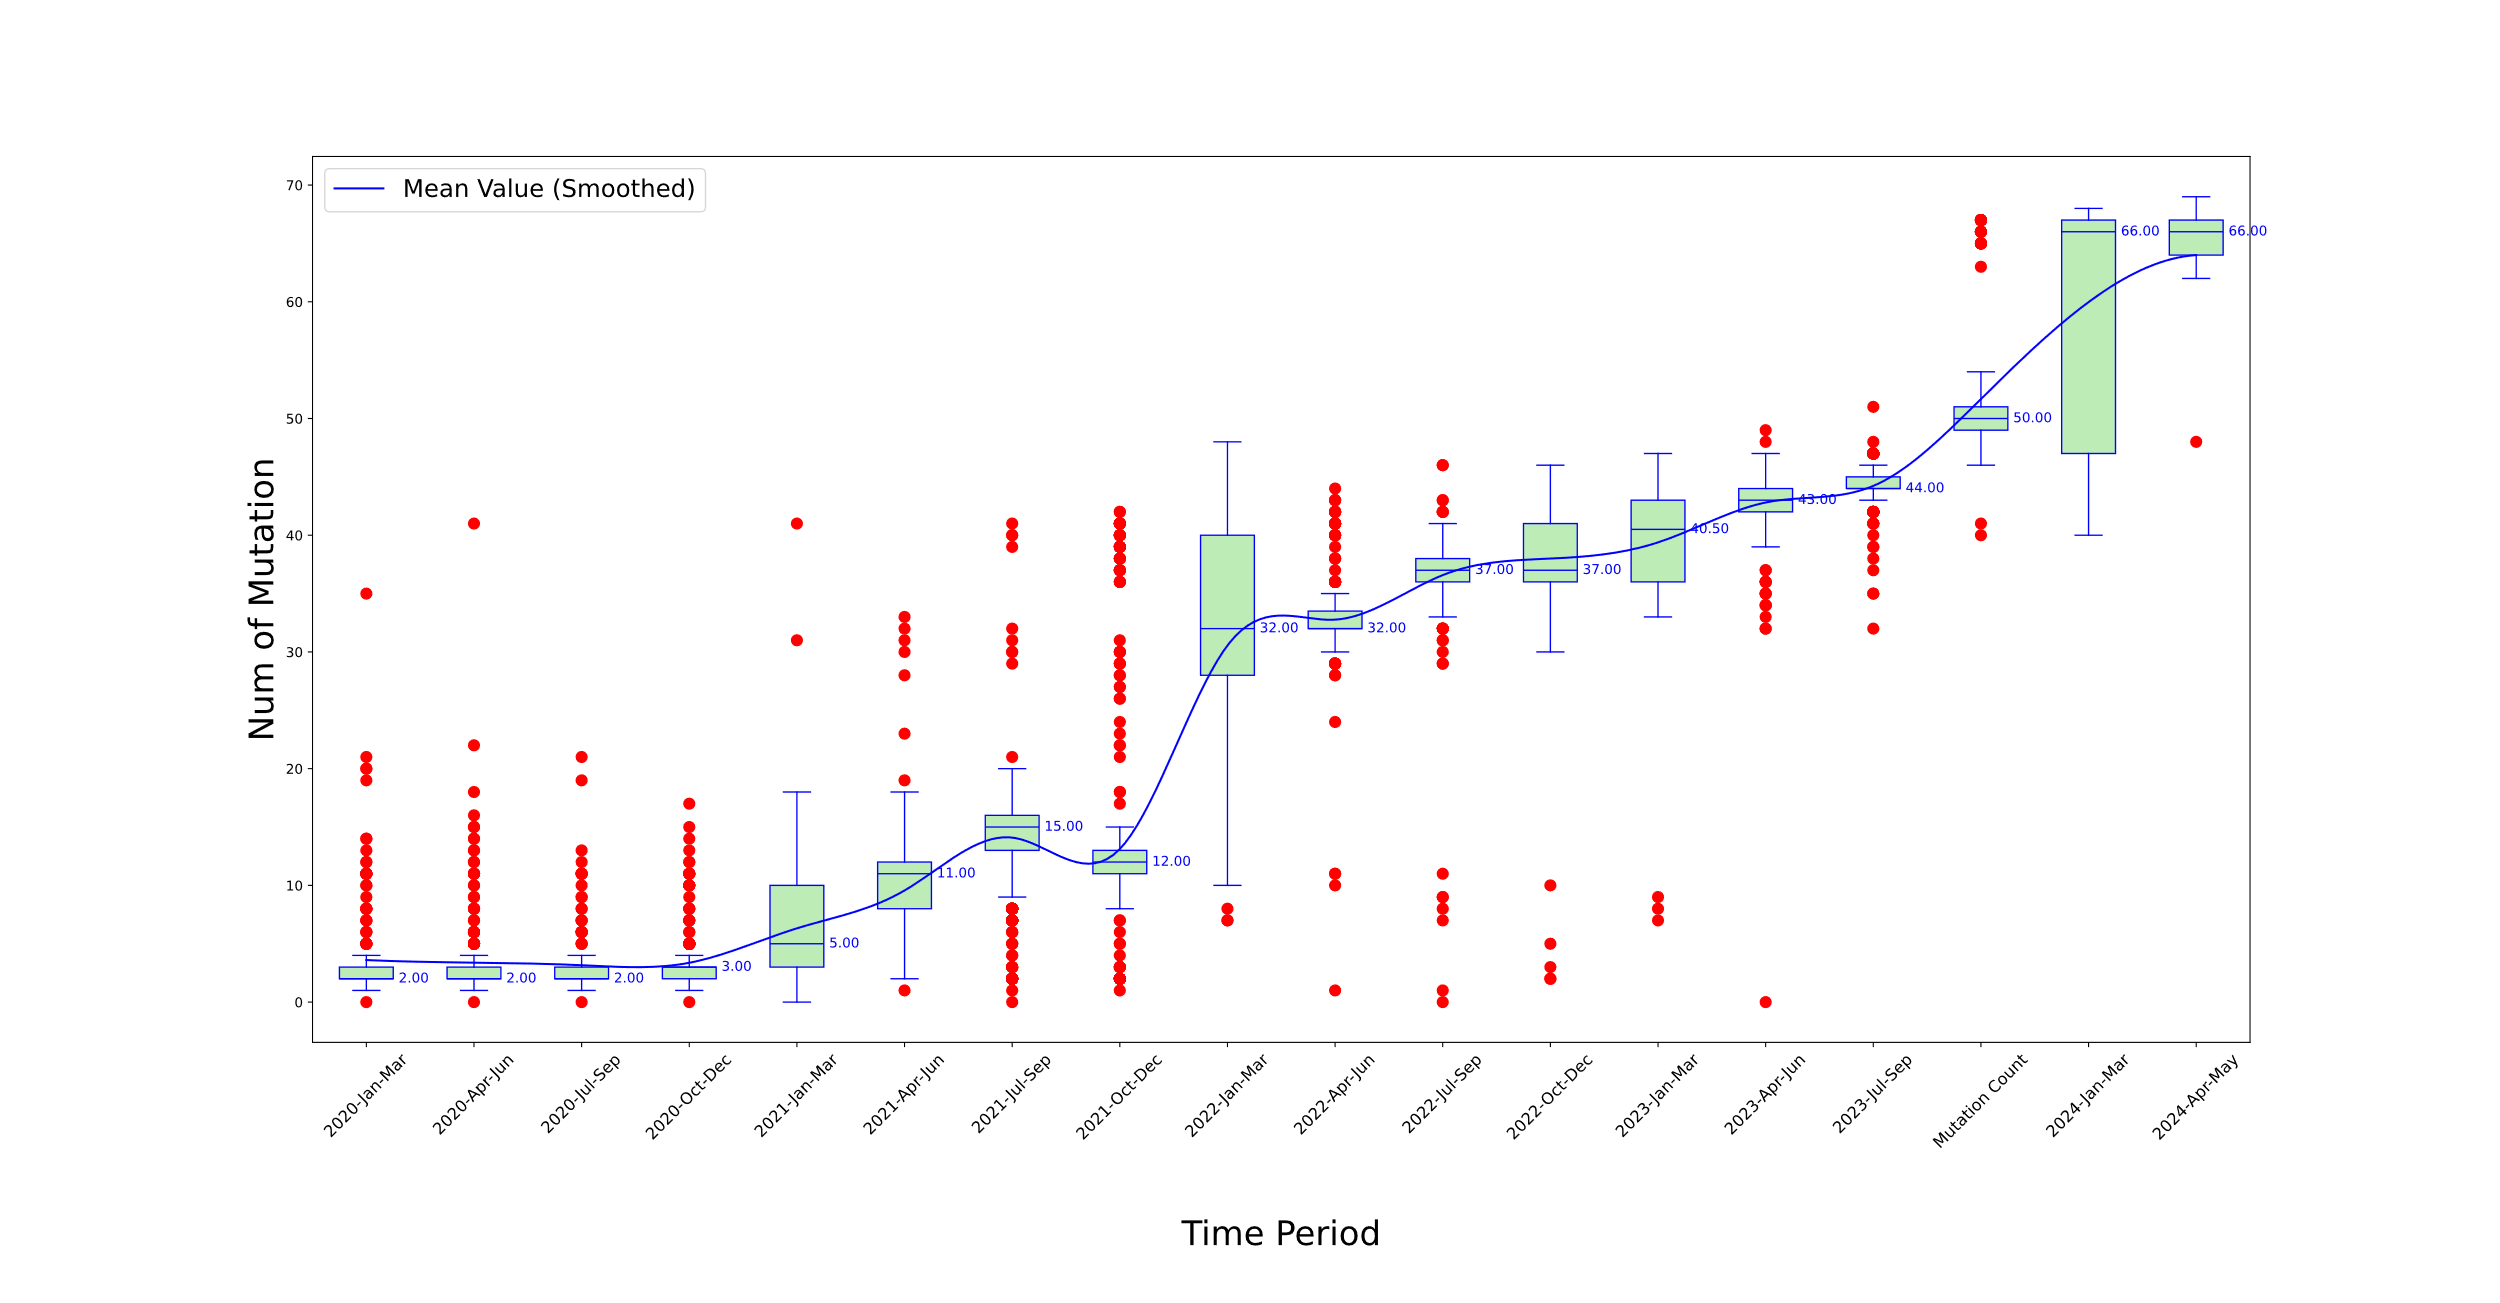 Mean Value (Smoothed)
Num of Mutation
70
60
50
40
30
20
10
0
2.00
2.00
2.00
3.00
5.00
11.00
15.00
12.00
32.00
32.00
37.00
37.00
40.50
43.00
44.00
50.00
66.00
66.00
2020-Jan-Mar
2020-Apr-Jun
2020-Jul-Sep
2020-Oct-Dec
2021-Jan-Mar
2021-Apr-Jun
2021-Jul-Sep
2021-Oct-Dec
2022-Jan-Mar
2022-Apr-Jun
2022-Jul-Sep
2022-Oct-Dec
2023-Jan-Mar
2023-Apr-Jun
2023-Jul-Sep
Mutation Count
2024-Jan-Mar
2024-Apr-May
Time Period